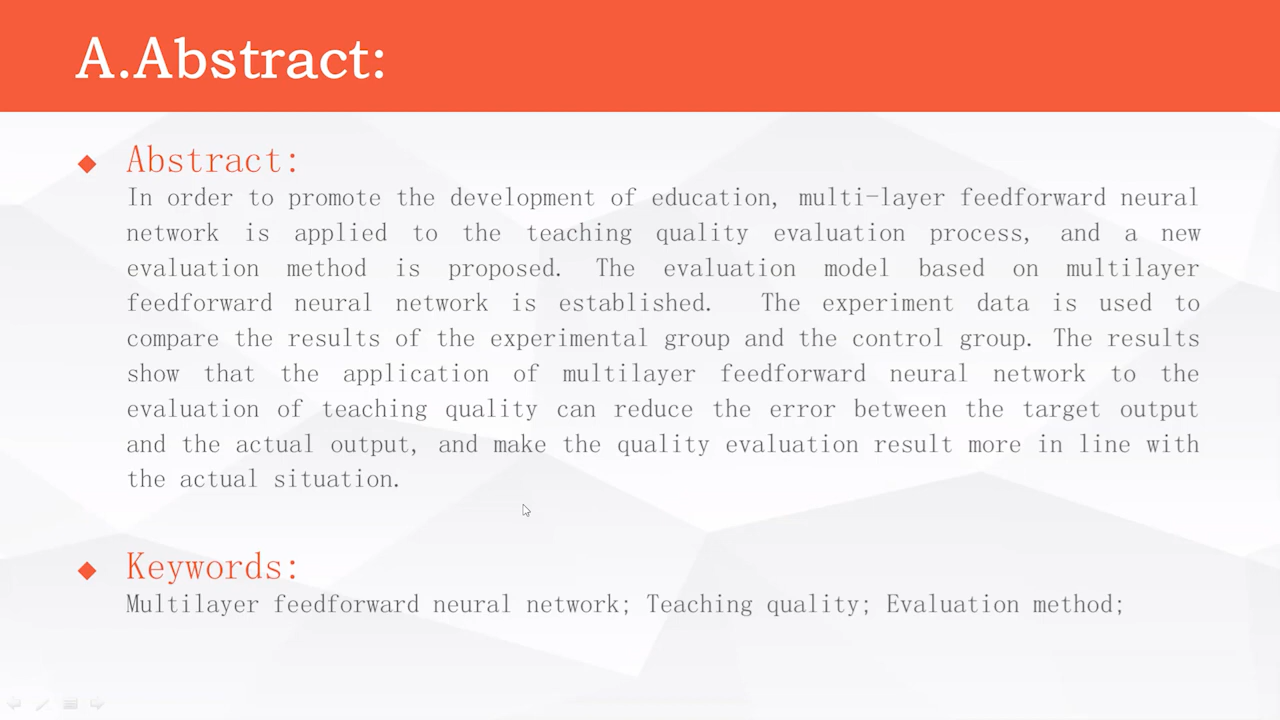 A.Abstract:
Abstract:
In order to promote the development of education, multi-layer feedforward neural
network is applied to the teaching quality evaluation process, and a new
evaluation method is proposed. The evaluation model based on multilayer
feedforward neural network is established. The experiment data is used to
compare the results of the experimental group and the control group. The results
show that the application of multilayer feedforward neural network to the
evaluation of teaching quality can reduce the error between the target output
and the actual output, and make the quality evaluation result more in line with
the actual situation.
Keywords:
Multilayer feedforward neural network; Teaching quality; Evaluation method;